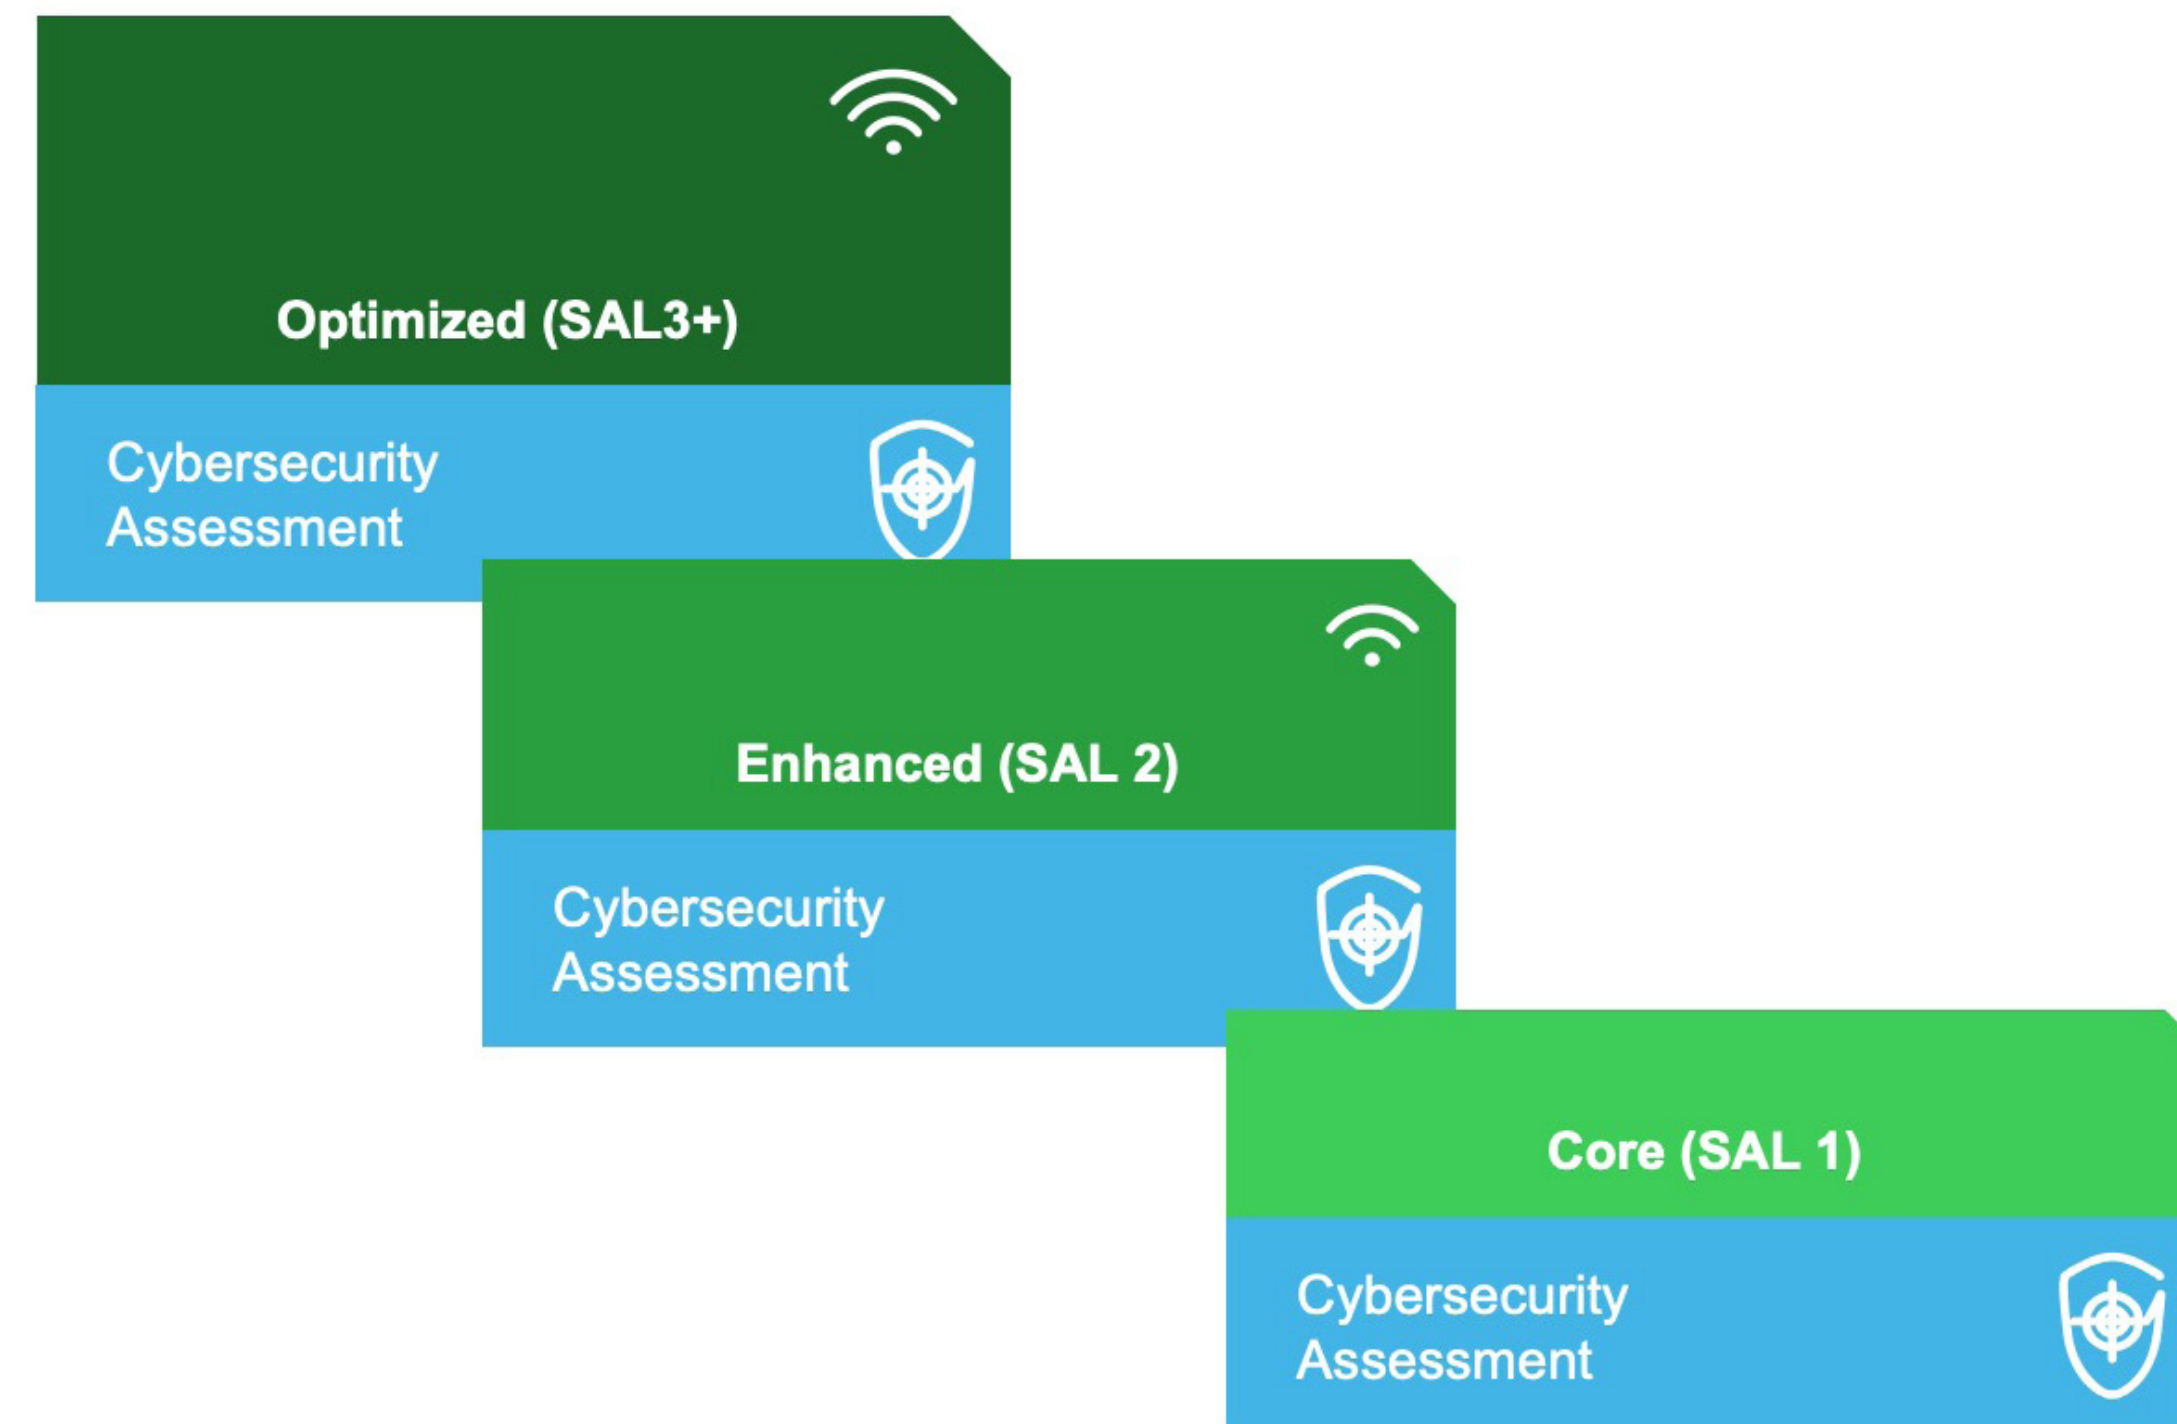 Optimized (SAL3+)
Cybersecurity
Assessment
Enhanced (SAL 2)
Cybersecurity
Assessment
Core (SAL 1)
Cybersecurity
Assessment